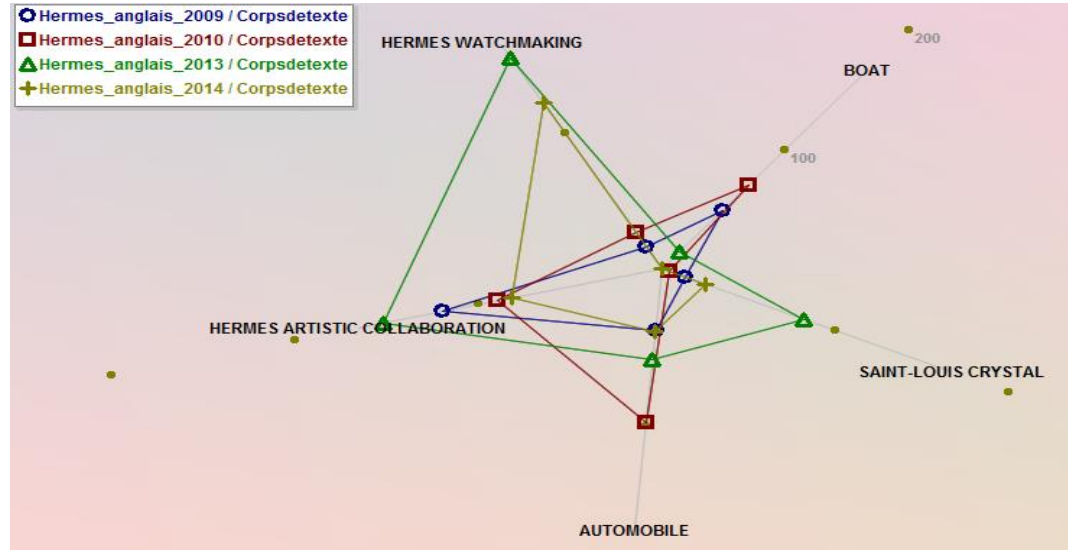 Hermes_anglais_2009 / Corpsdetexte
Hermes_anglais_2010 / Corpsdetexte
Hermes_anglais_2013 / Corpsdetexte
Hermes_anglais_2014 / Corpsdetexte
200
HERMES WATCHMAKING
BOAT
100
HERMES ARTISTIC COLLABORATION
SAINT-LOUIS CRYSTAL
AUTOMOBILE